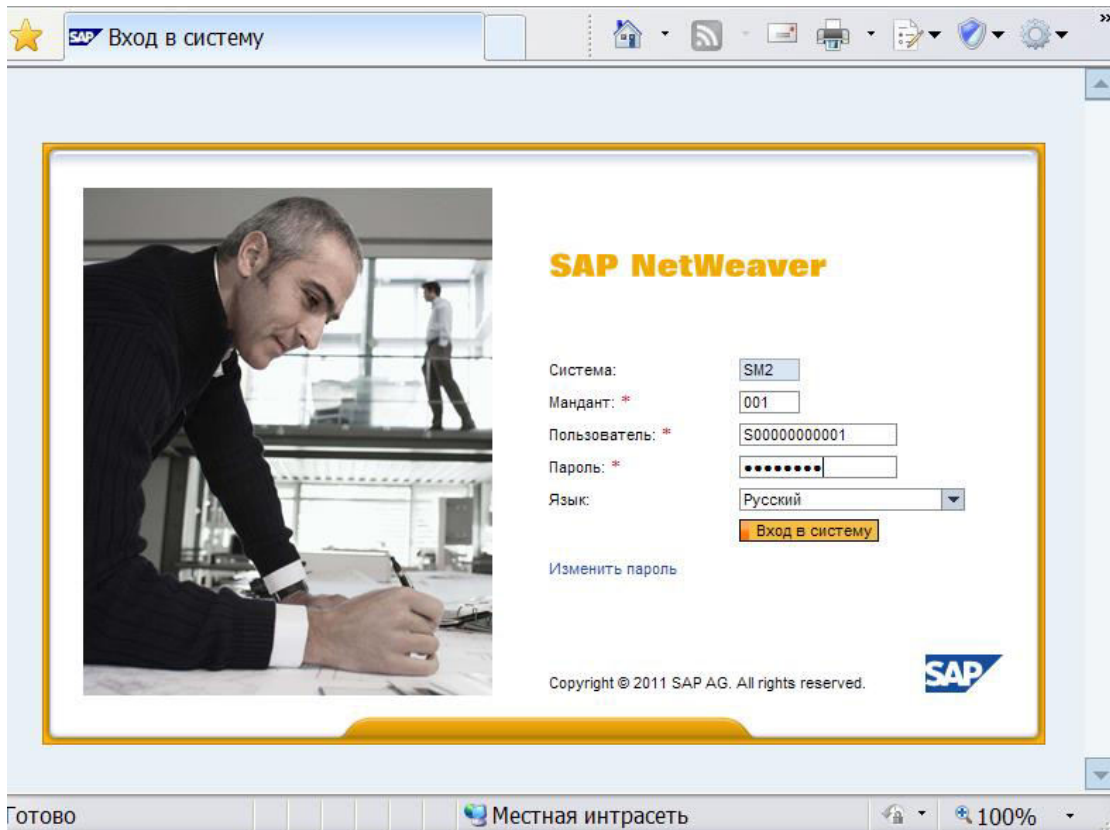 SAP Вход в систему
»
SAP NetWeaver
Система: SM2
Мандант: * 001
Пользователь: * S00000000001
Пароль: * ●●●●●●●●
Язык: Русский
Вход в систему
Изменить пароль
Copyright © 2011 SAP AG. All rights reserved.
SAP
Готово Местная интрасеть 100%